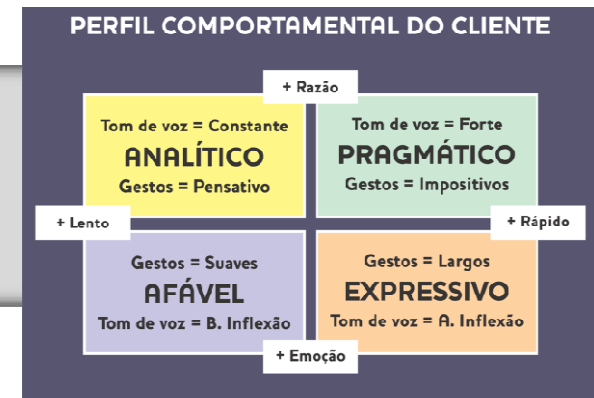 PERFIL COMPORTAMENTAL DO CLIENTE
+ Razão
Tom de voz = Constante
ANALÍTICO
Gestos = Pensativo
Tom de voz = Forte
PRAGMÁTICO
Gestos = Impositivos
+ Lento
+ Rápido
Gestos = Suaves
AFÁVEL
Tom de voz = B. Inflexão
Gestos = Largos
EXPRESSIVO
Tom de voz = A. Inflexão
+ Emoção